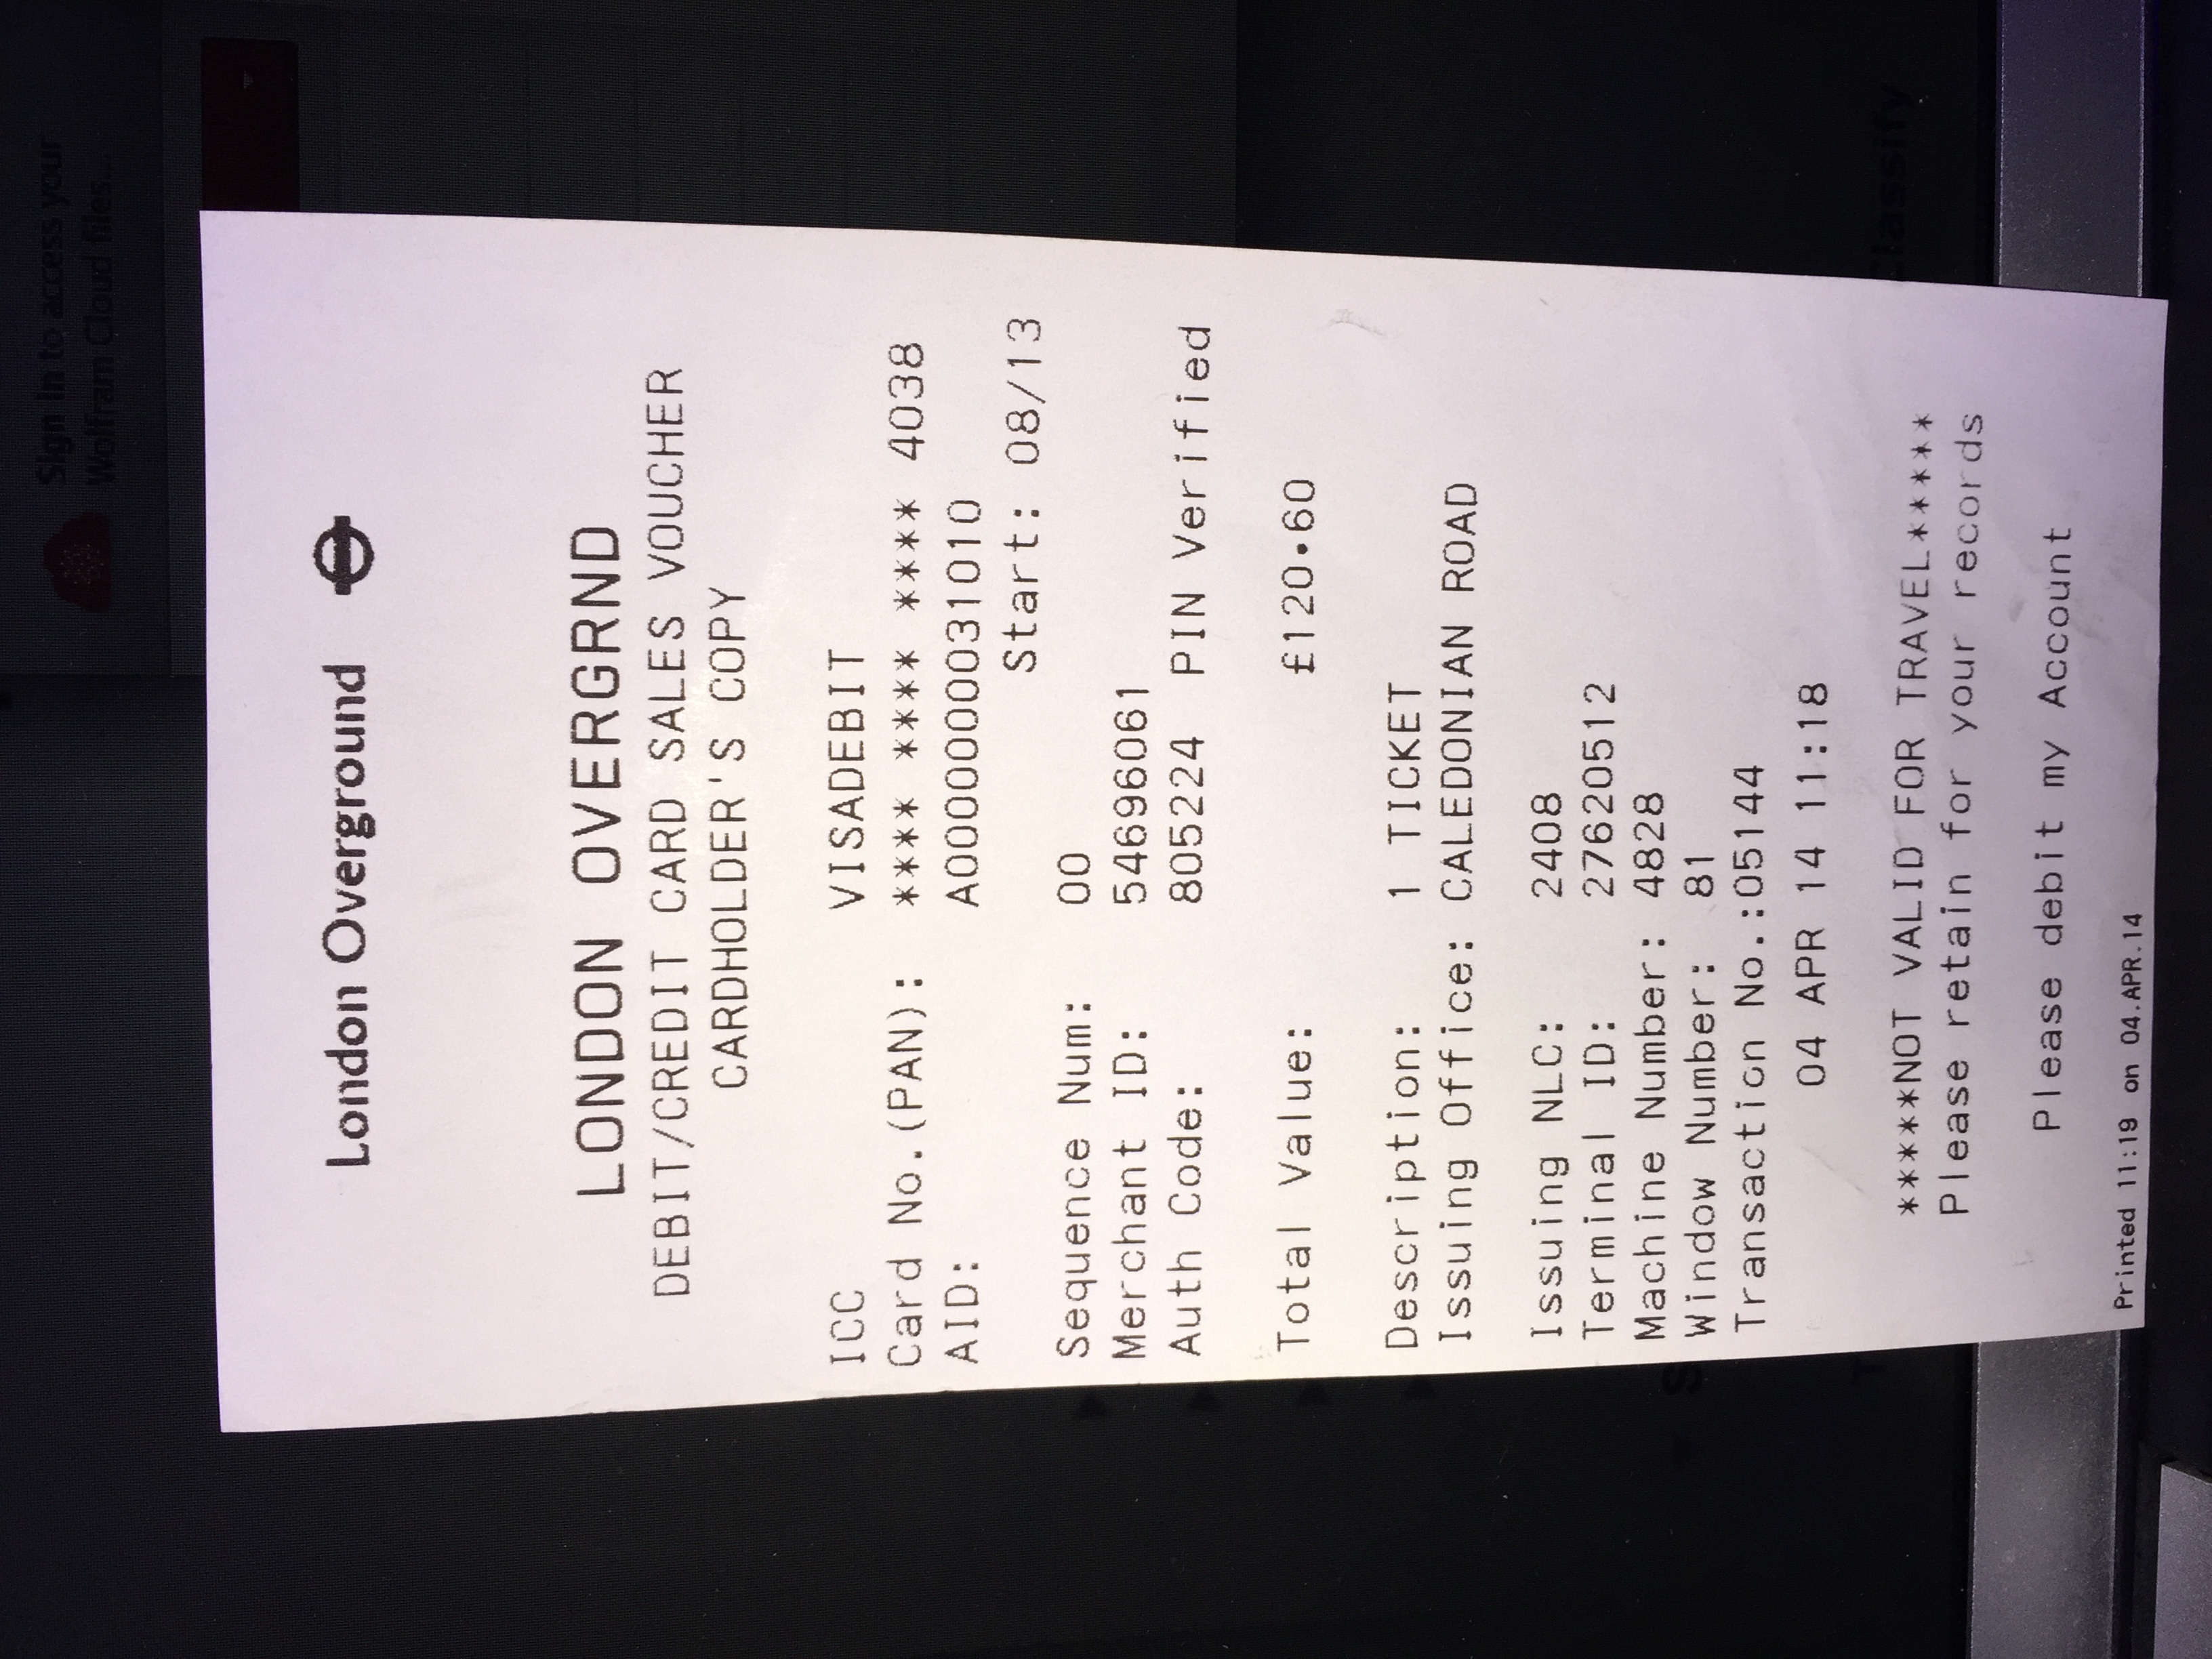 Sign in to access your
Wolfram Cloud files...
London Overground
LONDON OVERGRND
DEBIT/CREDIT CARD SALES VOUCHER
CARDHOLDER'S COPY
ICC VISADEBIT
Card No.(PAN): **** **** **** 4038
AID: A0000000031010
Start: 08/13
Sequence Num: 00
Merchant ID: 54696061
Auth Code: 805224 PIN Verified
Total Value: £120.60
Description: 1 TICKET
Issuing Office: CALEDONIAN ROAD
Issuing NLC: 2408
Terminal ID: 27620512
Machine Number: 4828
Window Number: 81
Transaction No.:05144
04 APR 14 11:18
*****NOT VALID FOR TRAVEL*****
Classify
Please retain for your records
Please debit my Account
Printed 11:19 on 04.APR.14